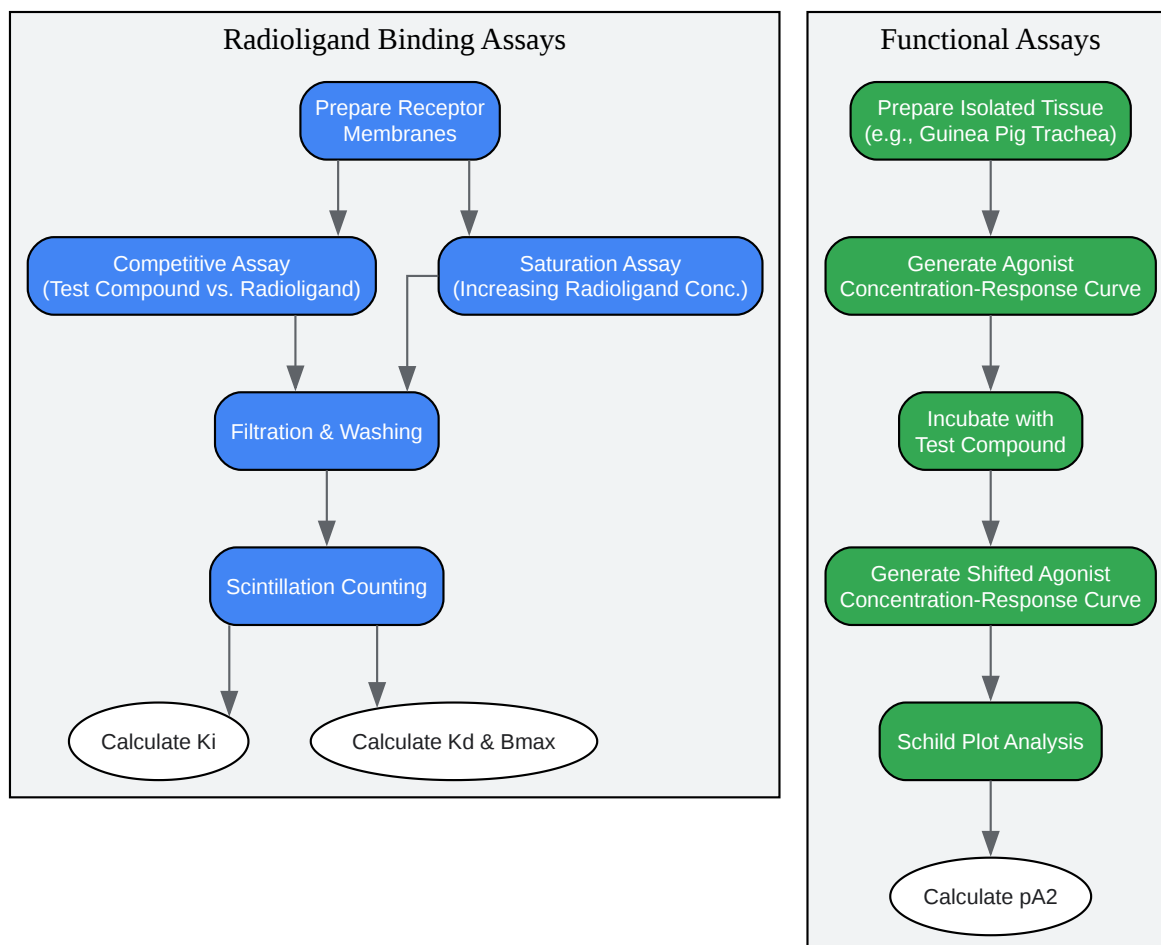 Radioligand Binding Assays
Prepare Receptor
Membranes
Competitive Assay
(Test Compound vs. Radioligand)
Saturation Assay
(Increasing Radioligand Conc.)
Filtration & Washing
Scintillation Counting
Calculate Ki
Calculate Kd & Bmax
Functional Assays
Prepare Isolated Tissue
(e.g., Guinea Pig Trachea)
Generate Agonist
Concentration-Response Curve
Incubate with
Test Compound
Generate Shifted Agonist
Concentration-Response Curve
Schild Plot Analysis
Calculate pA2